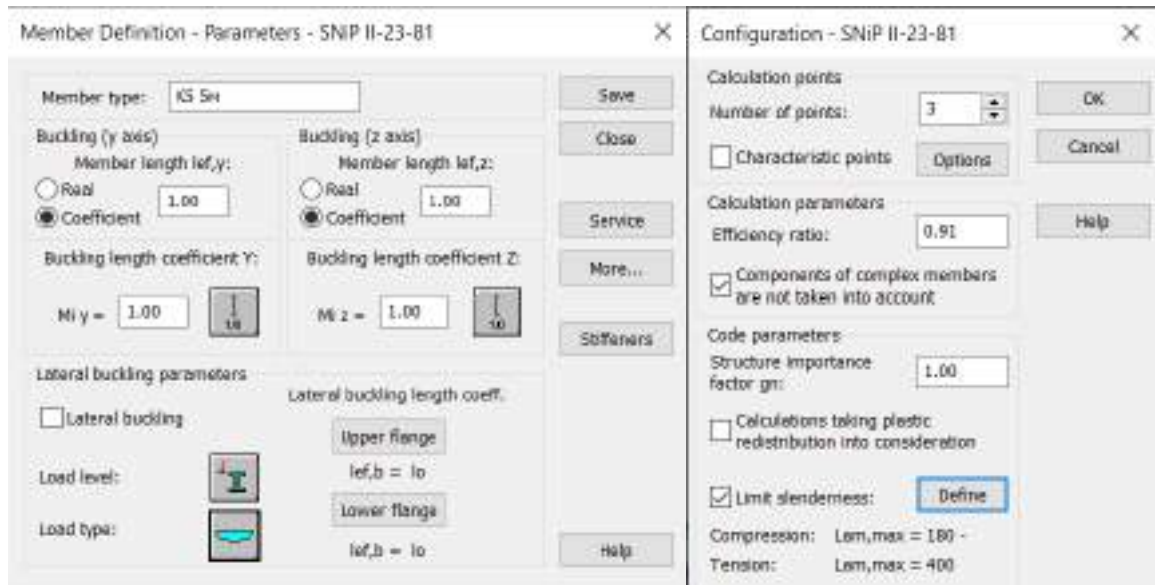 Member Definition - Parameters - SNiP II-23-81
Member type: KS 5H
Save
Close
Buckling (y axis)
Member length lef,y:
Real
Coefficient
1.00
Buckling (z axis)
Member length lef,z:
Real
Coefficient
1.00
Service
Buckling length coefficient Y:
Mi y = 1.00
1.0
Buckling length coefficient Z:
Mi z = 1.00
1.0
More...
Stiffeners
Lateral buckling parameters
Lateral buckling
Load level:
Load type:
Lateral buckling length coeff.
Upper flange
lef,b = lo
Lower flange
lef,b = lo
Help
Configuration - SNiP II-23-81
Calculation points
Number of points: 3
Characteristic points
Options
OK
Cancel
Help
Calculation parameters
Efficiency ratio: 0.91
Components of complex members
are not taken into account
Code parameters
Structure importance
factor gn: 1.00
Calculations taking plastic
redistribution into consideration
Limit slenderness: Define
Compression: Lam,max = 180 -
Tension: Lam,max = 400